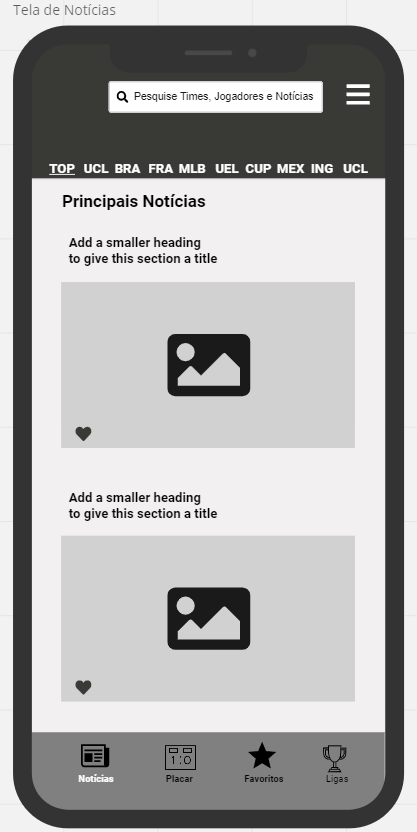 Tela de Notícias
Pesquise Times, Jogadores e Notícias
TOP UCL BRA FRA MLB UEL CUP MEX ING UCL
Principais Notícias
Add a smaller heading
to give this section a title
Add a smaller heading
to give this section a title
1:0
Notícias Placar Favoritos Ligas